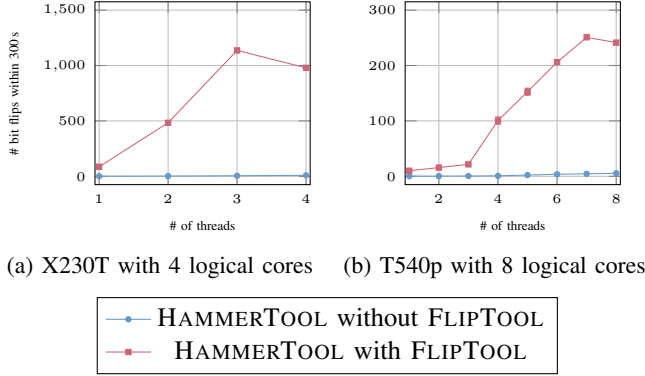 # bit flips within 300s
1,500
1,000
500
0
1 2 3 4
# of threads
300
200
100
0
2 4 6 8
# of threads
(a) X230T with 4 logical cores
(b) T540p with 8 logical cores
HAMMERTOOL without FLIPTOOL
HAMMERTOOL with FLIPTOOL